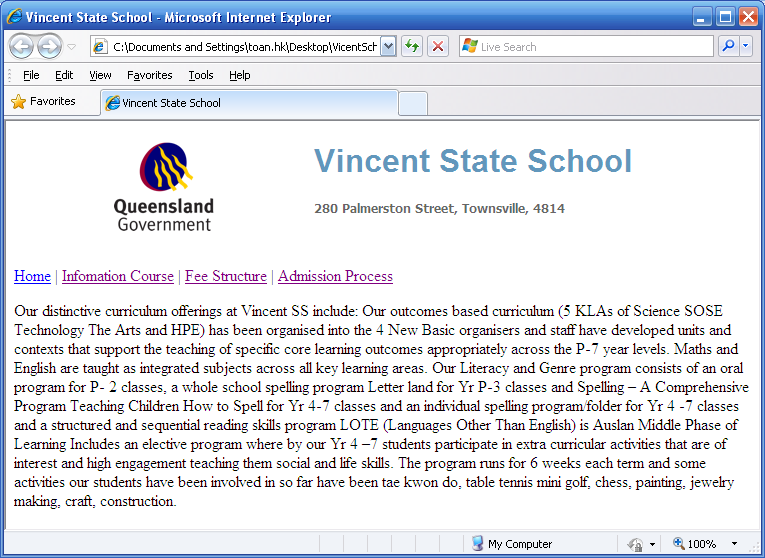 Vincent State School - Microsoft Internet Explorer
C:\Documents and Settings\toan.hk\Desktop\VicentSch
Live Search
File Edit View Favorites Tools Help
Favorites
Vincent State School
Queensland
Government
Vincent State School
280 Palmerston Street, Townsville, 4814
Home | Infomation Course | Fee Structure | Admission Process
Our distinctive curriculum offerings at Vincent SS include: Our outcomes based curriculum (5 KLAs of Science SOSE
Technology The Arts and HPE) has been organised into the 4 New Basic organisers and staff have developed units and
contexts that support the teaching of specific core learning outcomes appropriately across the P-7 year levels. Maths and
English are taught as integrated subjects across all key learning areas. Our Literacy and Genre program consists of an oral
program for P- 2 classes, a whole school spelling program Letter land for Yr P-3 classes and Spelling – A Comprehensive
Program Teaching Children How to Spell for Yr 4-7 classes and an individual spelling program/folder for Yr 4 -7 classes
and a structured and sequential reading skills program LOTE (Languages Other Than English) is Auslan Middle Phase of
Learning Includes an elective program where by our Yr 4 –7 students participate in extra curricular activities that are of
interest and high engagement teaching them social and life skills. The program runs for 6 weeks each term and some
activities our students have been involved in so far have been tae kwon do, table tennis mini golf, chess, painting, jewelry
making, craft, construction.
My Computer
100%